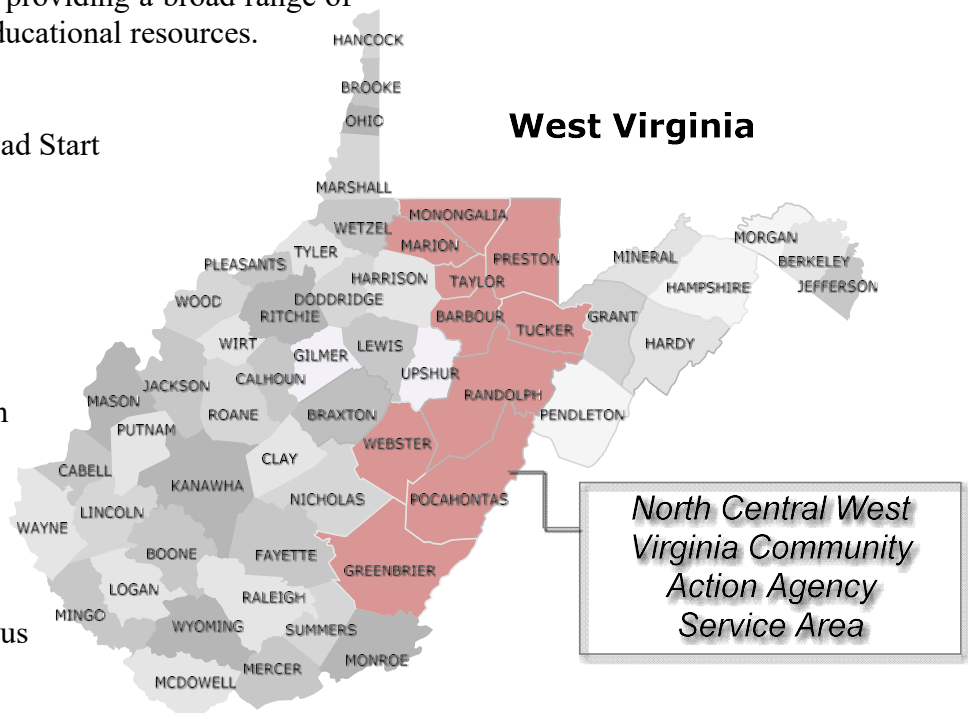 providing a broad range of
ducational resources.
ad Start
n
us
West Virginia
HANCOCK
BROOKE
OHIO
MARSHALL
WETZEL
MONONGALIA
MARION
PRESTON
TYLER
PLEASANTS
HARRISON
TAYLOR
MINERAL
MORGAN
BERKELEY
JEFFERSON
HAMPSHIRE
WOOD
DODDRIDGE
RITCHIE
BARBOUR
TUCKER
GRANT
HARDY
WIRT
GILMER
LEWIS
UPSHUR
CALHOUN
JACKSON
MASON
ROANE
BRAXTON
RANDOLPH
PENDLETON
PUTNAM
WEBSTER
CLAY
CABELL
KANAWHA
NICHOLAS
POCAHONTAS
LINCOLN
WAYNE
BOONE
FAYETTE
GREENBRIER
LOGAN
RALEIGH
MINGO
WYOMING
SUMMERS
MONROE
MERCER
MCDOWELL
North Central West
Virginia Community
Action Agency
Service Area